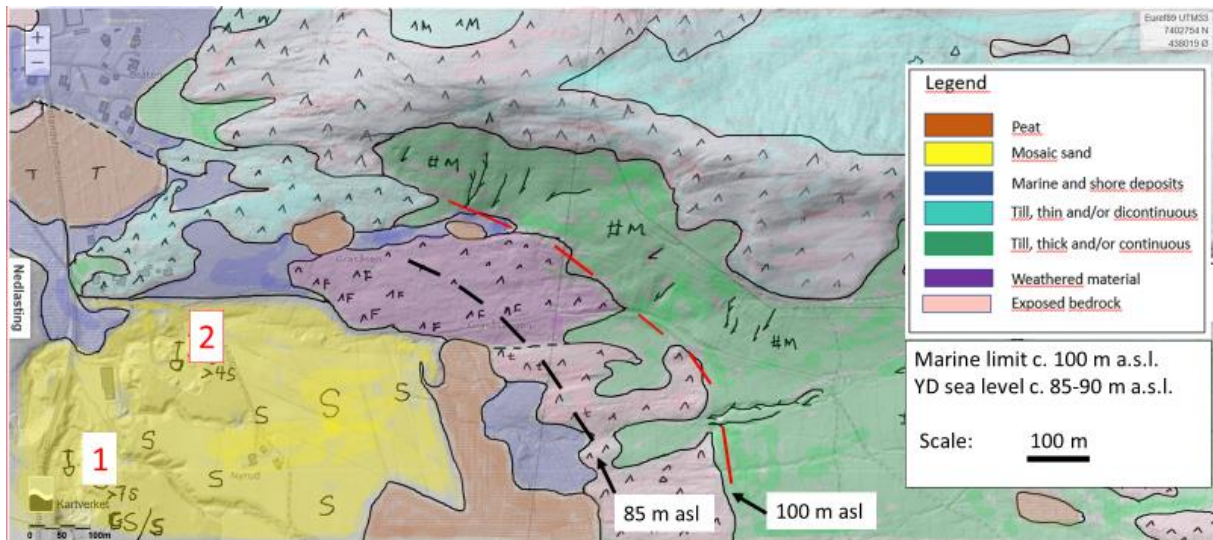 Euref89 UTM33
7402754 N
438019 Ø
+
−
Legend
Peat
Mosaic sand
Marine and shore deposits
Till, thin and/or dicontinuous
Till, thick and/or continuous
Weathered material
Exposed bedrock
Marine limit c. 100 m a.s.l.
YD sea level c. 85-90 m a.s.l.
Scale: 100 m
Nedlasting
T T
#M
#M
#M
F F F
F F F F
t
t
t
2
>4S
S S S
S
S
S S
1
>7S
GS/S
Kartverket
0 50 100m
85 m asl
100 m asl